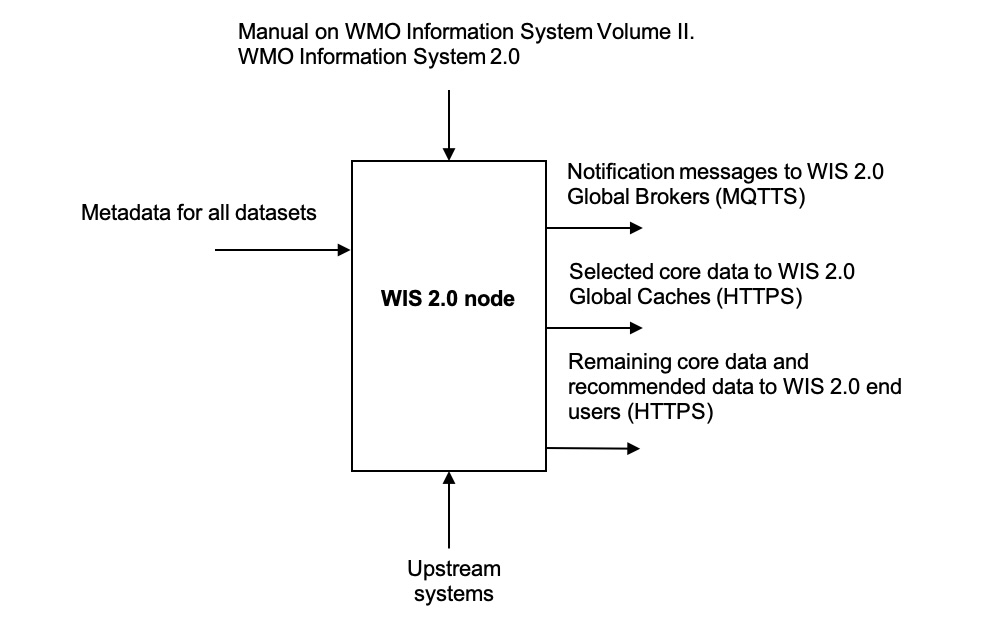 Manual on WMO Information System Volume II.
WMO Information System 2.0
Notification messages to WIS 2.0
Global Brokers (MQTTS)
Metadata for all datasets
Selected core data to WIS 2.0
Global Caches (HTTPS)
WIS 2.0 node
Remaining core data and
recommended data to WIS 2.0 end
users (HTTPS)
Upstream
systems